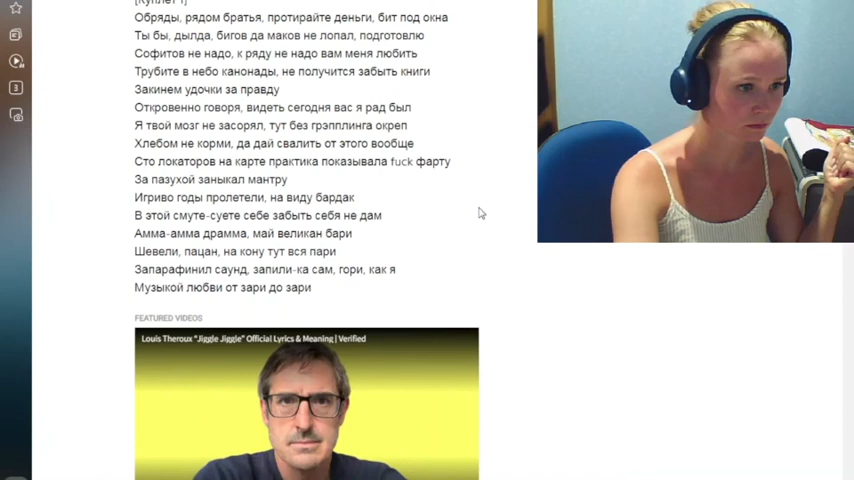 [Куплет 1]
Обряды, рядом братья, протирайте деньги, бит под окна
Ты бы, дылда, бигов да маков не лопал, подготовлю
Софитов не надо, к ряду не надо вам меня любить
Трубите в небо канонады, не получится забыть книги
Закинем удочки за правду
Откровенно говоря, видеть сегодня вас я рад был
Я твой мозг не засорял, тут без грэпплинга окреп
Хлебом не корми, да дай свалить от этого вообще
Сто локаторов на карте практика показывала fuck фарту
За пазухой заныкал мантру
Игриво годы пролетели, на виду бардак
В этой смуте-суете себе забыть себя не дам
Амма-амма драмма, май великан бари
Шевели, пацан, на кону тут вся пари
Запарафинил саунд, запили-ка сам, гори, как я
Музыкой любви от зари до зари
FEATURED VIDEOS
Louis Theroux "Jiggle Jiggle" Official Lyrics & Meaning | Verified
3